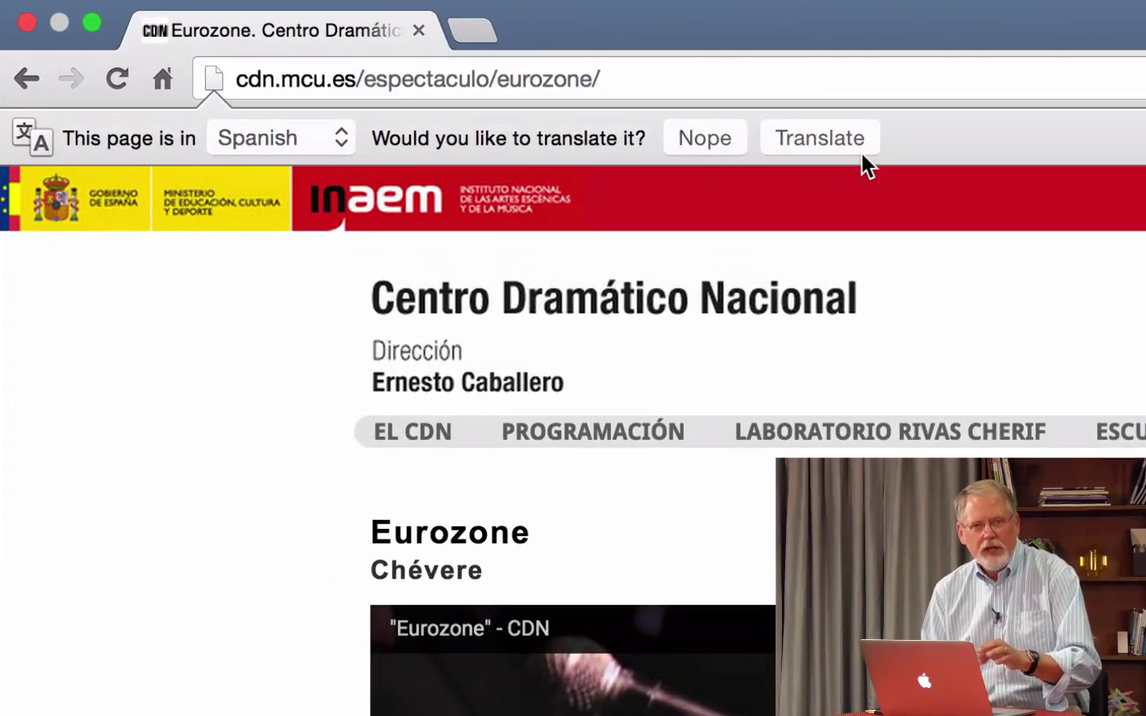 CDN Eurozone. Centro Dramátic
cdn.mcu.es/espectaculo/eurozone/
文 A This page is in Spanish Would you like to translate it? Nope Translate
GOBIERNO
DE ESPAÑA
MINISTERIO
DE EDUCACIÓN, CULTURA
Y DEPORTE
inaem
INSTITUTO NACIONAL
DE LAS ARTES ESCÉNICAS
Y DE LA MÚSICA
Centro Dramático Nacional
Dirección
Ernesto Caballero
EL CDN PROGRAMACIÓN LABORATORIO RIVAS CHERIF ESCU
Eurozone
Chévere
"Eurozone" - CDN